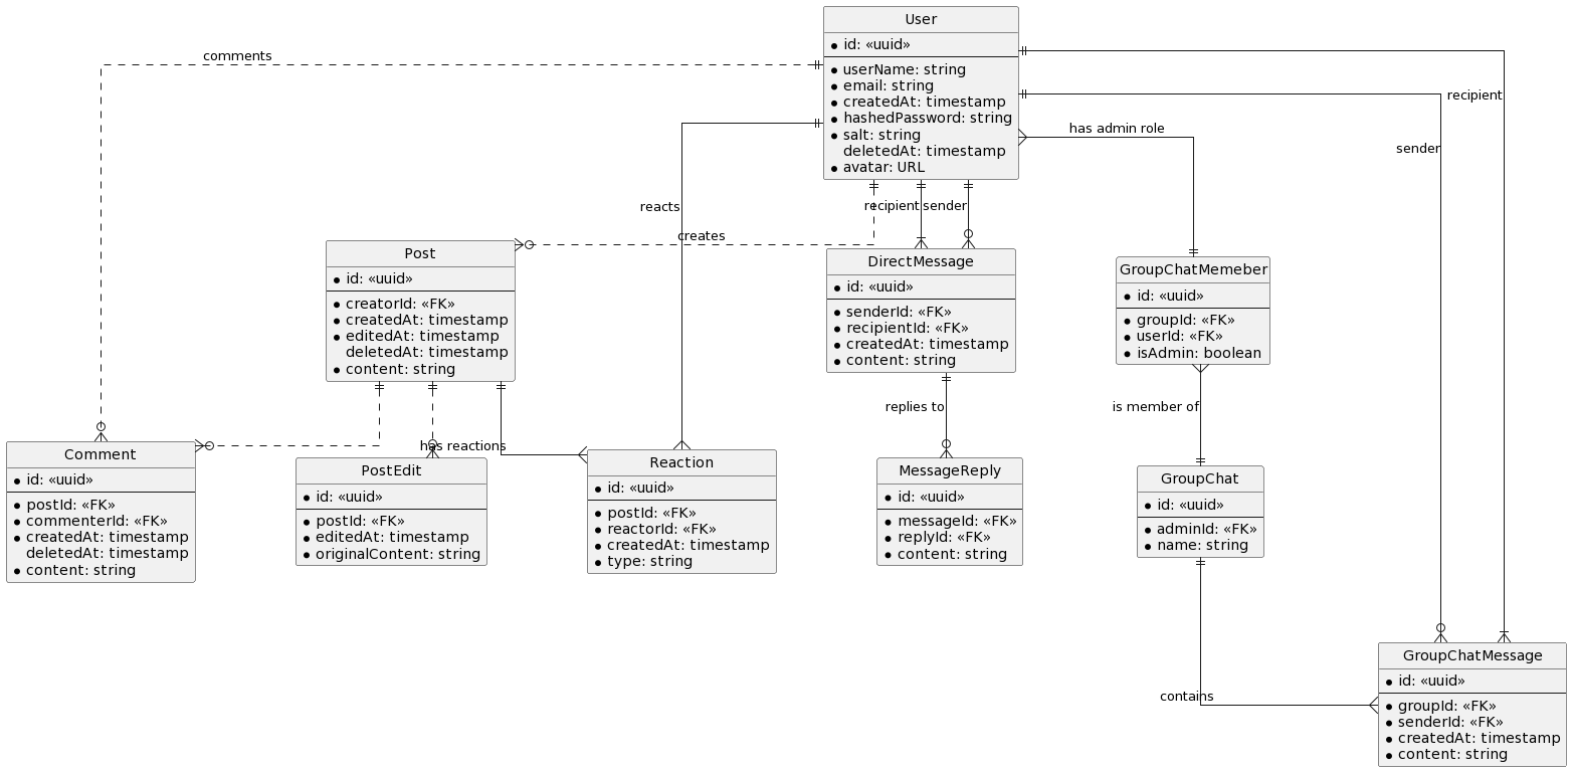 User
id: «uuid»
userName: string
email: string
createdAt: timestamp
hashedPassword: string
salt: string
deletedAt: timestamp
avatar: URL
comments
recipient
has admin role
sender
reacts
recipient
sender
creates
Post
id: «uuid»
creatorId: «FK»
createdAt: timestamp
editedAt: timestamp
deletedAt: timestamp
content: string
DirectMessage
id: «uuid»
senderId: «FK»
recipientId: «FK»
createdAt: timestamp
content: string
GroupChatMemeber
id: «uuid»
groupId: «FK»
userId: «FK»
isAdmin: boolean
replies to
is member of
has reactions
Comment
id: «uuid»
postId: «FK»
commenterId: «FK»
createdAt: timestamp
deletedAt: timestamp
content: string
PostEdit
id: «uuid»
postId: «FK»
editedAt: timestamp
originalContent: string
Reaction
id: «uuid»
postId: «FK»
reactorId: «FK»
createdAt: timestamp
type: string
MessageReply
id: «uuid»
messageId: «FK»
replyId: «FK»
content: string
GroupChat
id: «uuid»
adminId: «FK»
name: string
contains
GroupChatMessage
id: «uuid»
groupId: «FK»
senderId: «FK»
createdAt: timestamp
content: string